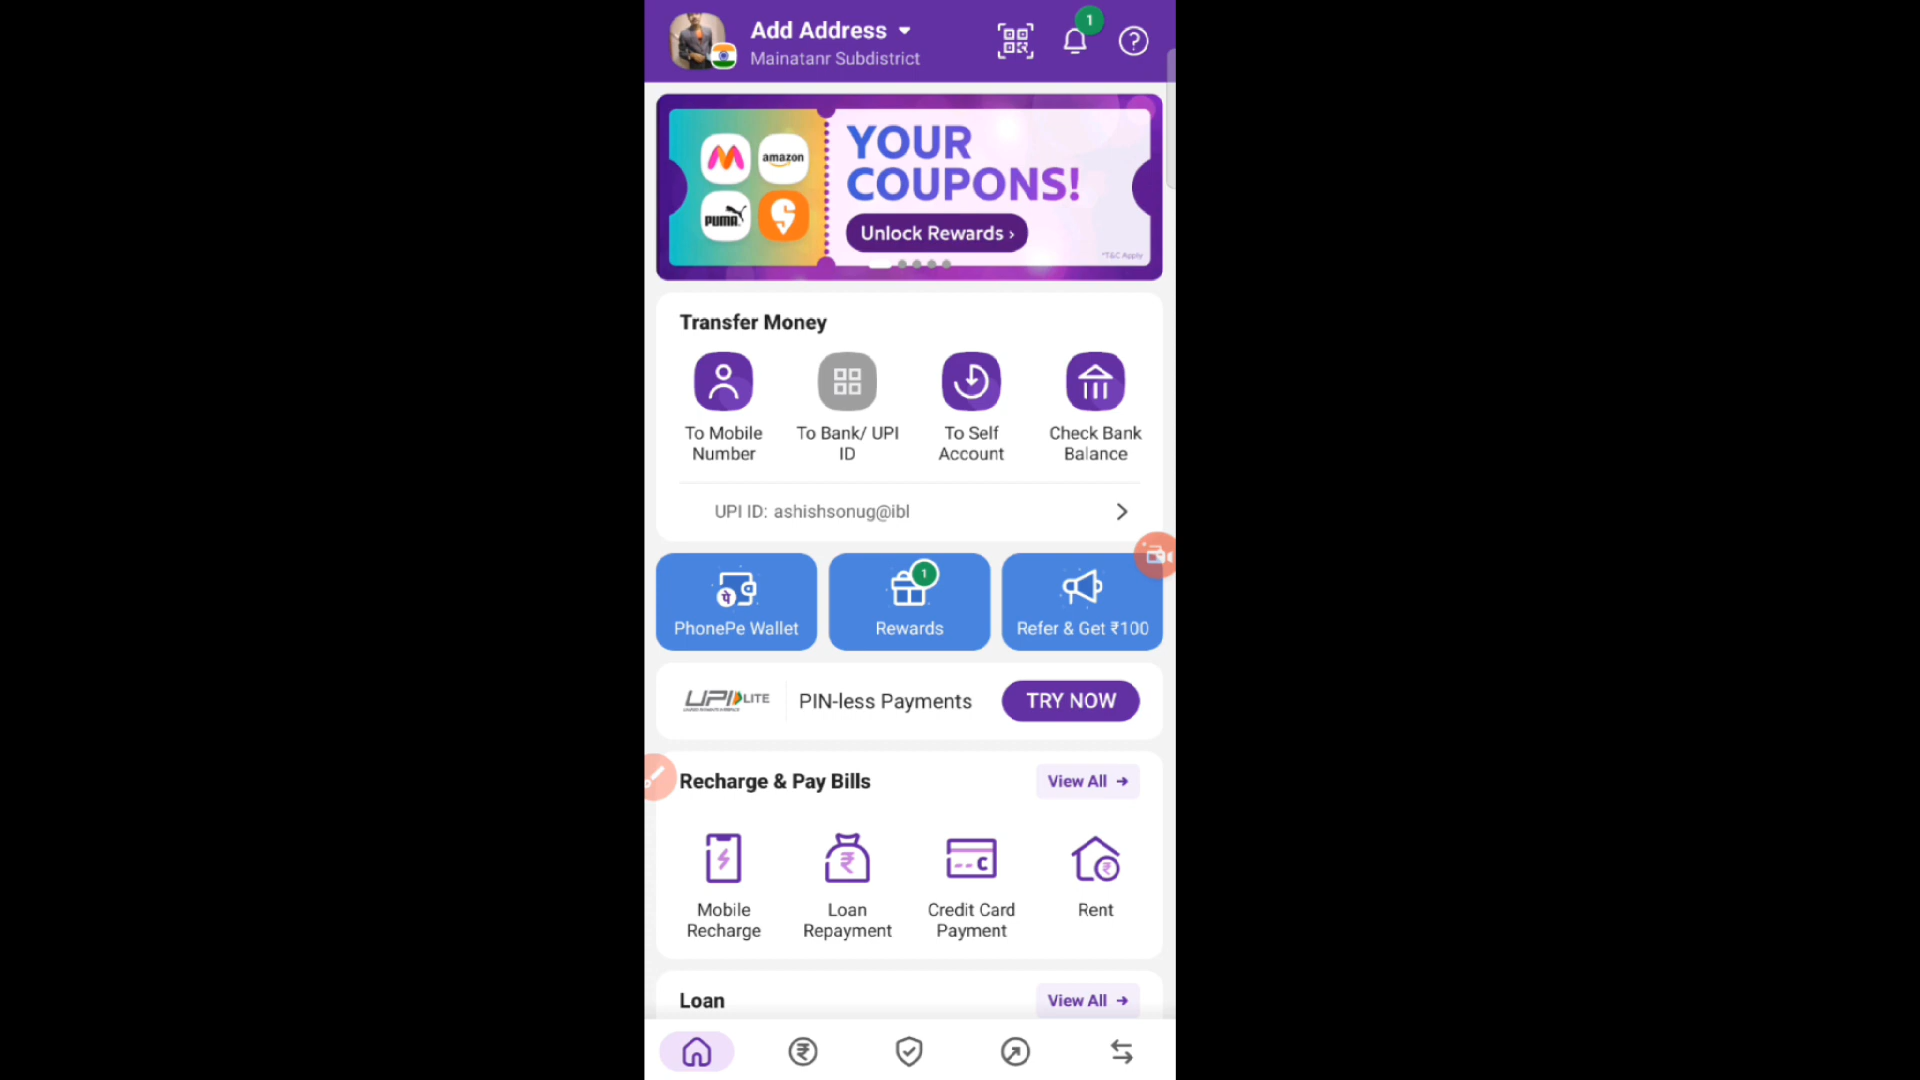 Add Address
Mainatanr Subdistrict
1
?
YOUR
COUPONS!
amazon
PUMA
Unlock Rewards ›
*T&C Apply
Transfer Money
To Mobile
Number
To Bank/ UPI
ID
To Self
Account
Check Bank
Balance
UPI ID: ashishsonug@ibl
पे
PhonePe Wallet
1
Rewards
Refer & Get ₹100
UPI LITE
PIN-less Payments
TRY NOW
Recharge & Pay Bills
View All →
Mobile
Recharge
₹
Loan
Repayment
C
Credit Card
Payment
₹
Rent
Loan
View All →
₹